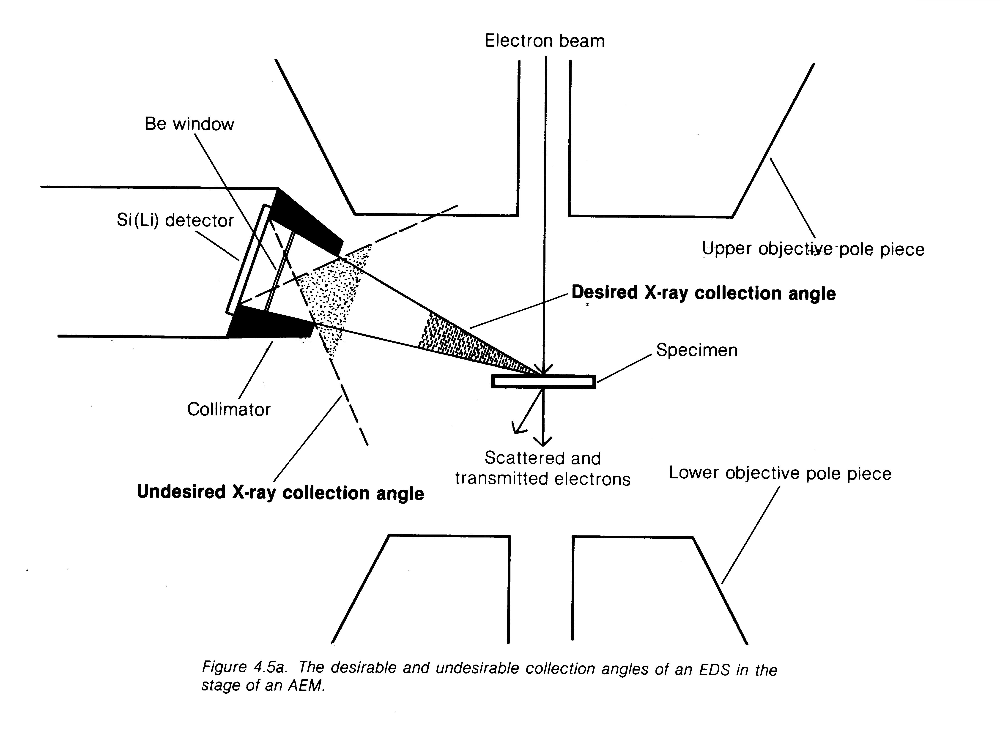 Electron beam
Be window
Si(Li) detector
Upper objective pole piece
Desired X-ray collection angle
Specimen
Collimator
Scattered and
transmitted electrons
Lower objective pole piece
Undesired X-ray collection angle
Figure 4.5a. The desirable and undesirable collection angles of an EDS in the
stage of an AEM.